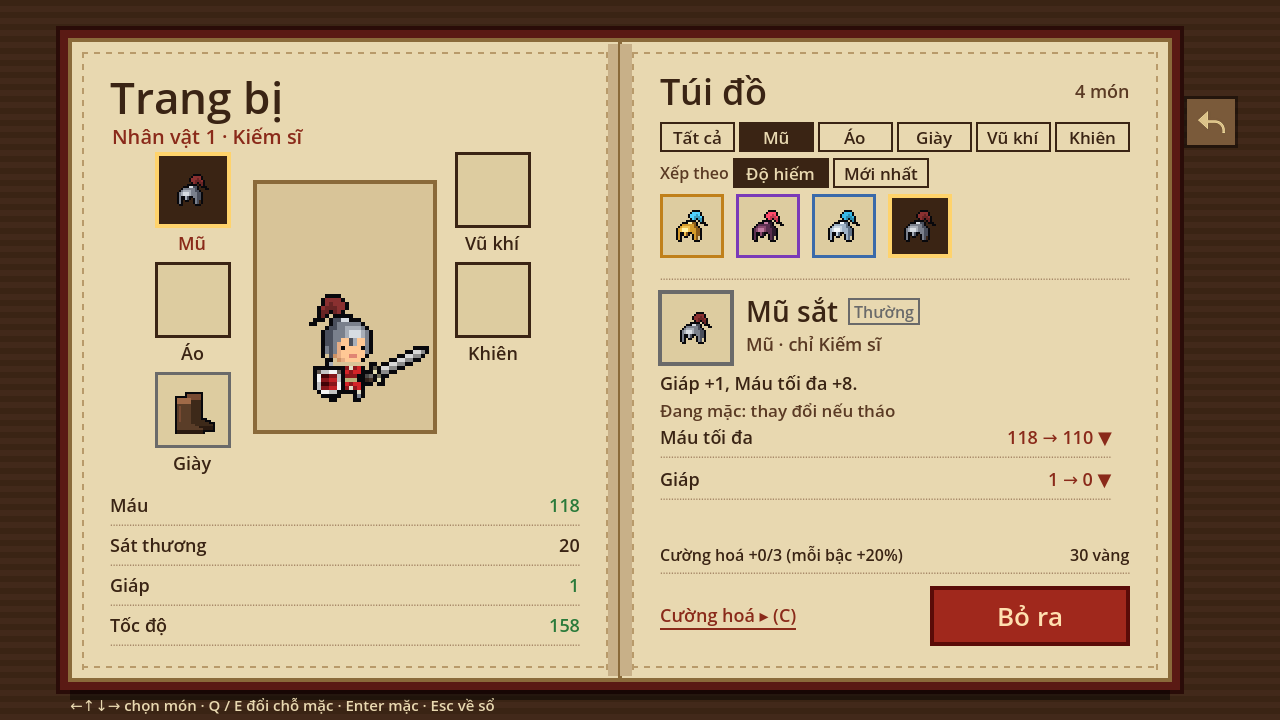 Trang bị
Nhân vật 1 · Kiếm sĩ
Mũ
Vũ khí
Áo
Khiên
Giày
Máu 118
Sát thương 20
Giáp 1
Tốc độ 158
Túi đồ 4 món
Tất cả Mũ Áo Giày Vũ khí Khiên
Xếp theo Độ hiếm Mới nhất
Mũ sắt Thường
Mũ · chỉ Kiếm sĩ
Giáp +1, Máu tối đa +8.
Đang mặc: thay đổi nếu tháo
Máu tối đa 118 → 110 ▼
Giáp 1 → 0 ▼
Cường hoá +0/3 (mỗi bậc +20%) 30 vàng
Cường hoá ▸ (C) Bỏ ra
←↑↓→ chọn món · Q / E đổi chỗ mặc · Enter mặc · Esc về sổ